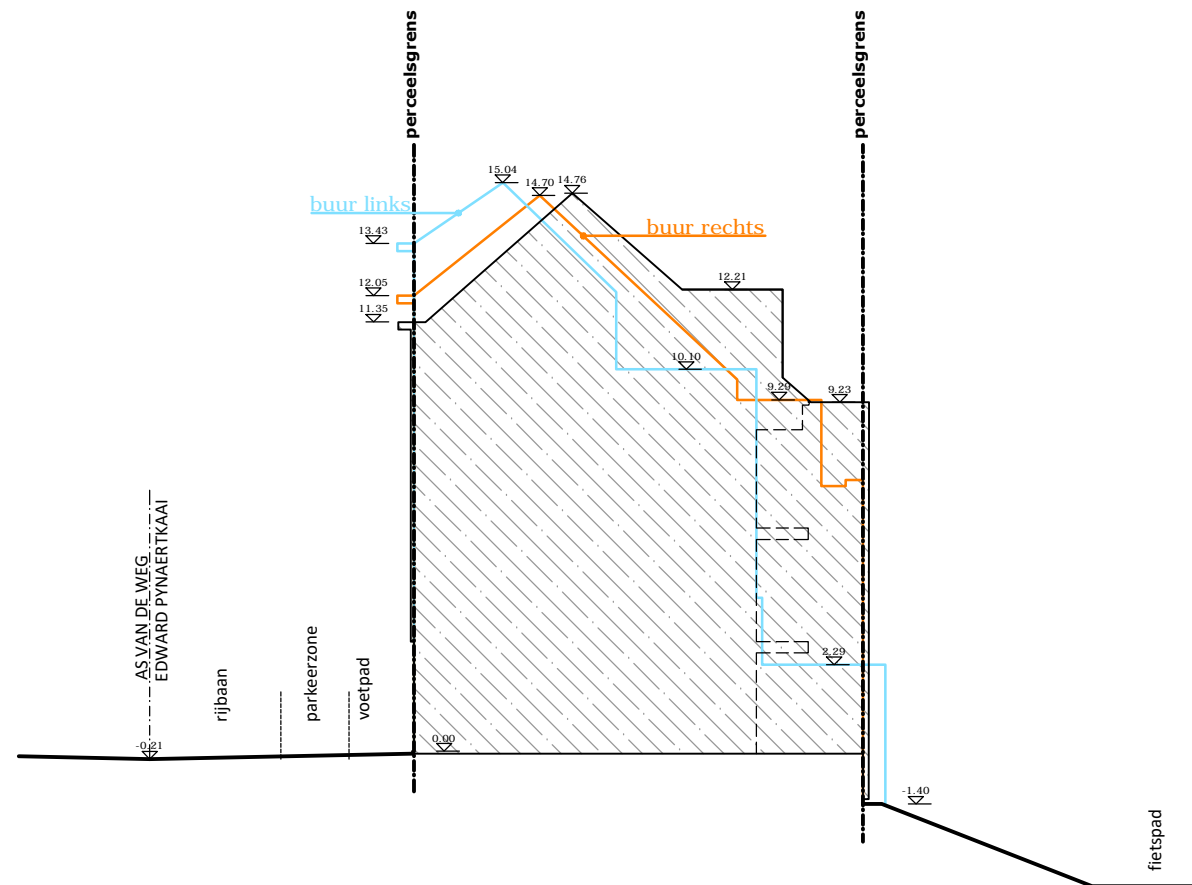 perceelsgrens
perceelsgrens
15.04
14.70
14.76
buur links
13.43
buur rechts
12.21
12.05
11.35
10.10
9.29
9.23
AS VAN DE WEG
EDWARD PYNAERTKAAI
rijbaan
parkeerzone
voetpad
2.29
-0.21
0.00
-1.40
fietspad